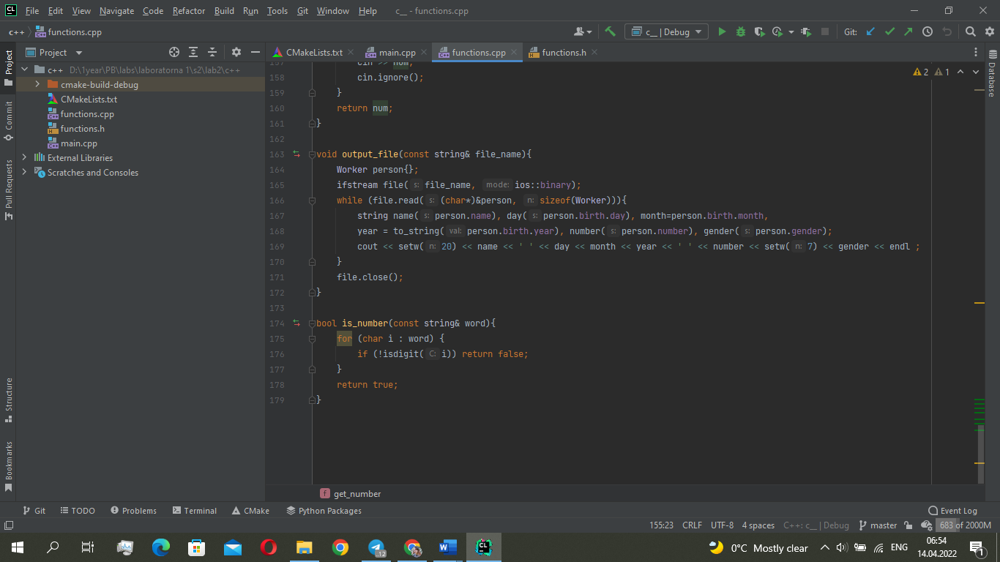 File Edit View Navigate Code Refactor Build Run Tools Git Window Help c__ - functions.cpp
c++ functions.cpp c__ | Debug Git:
Project CMakeLists.txt main.cpp functions.cpp functions.h
c++ D:\1year\PB\labs\laboratorna 1\s2\lab2\c++
cmake-build-debug
CMakeLists.txt
functions.cpp
functions.h
main.cpp
External Libraries
Scratches and Consoles
Project
Commit
Pull Requests
Structure
Bookmarks
Database
2 1
157 cin >> num;
158 cin.ignore();
159 }
160 return num;
161 }
162
163 void output_file(const string& file_name){
164 Worker person{};
165 ifstream file( s: file_name, mode: ios::binary);
166 while (file.read( s: (char*)&person, n: sizeof(Worker))){
167 string name( s: person.name), day( s: person.birth.day), month=person.birth.month,
168 year = to_string( val: person.birth.year), number( s: person.number), gender( s: person.gender);
169 cout << setw( n: 20) << name << ' ' << day << month << year << ' ' << number << setw( n: 7) << gender << endl ;
170 }
171 file.close();
172 }
173
174 bool is_number(const string& word){
175 for (char i : word) {
176 if (!isdigit( C: i)) return false;
177 }
178 return true;
179 }
f get_number
Git TODO Problems Terminal CMake Python Packages Event Log
155:23 CRLF UTF-8 4 spaces C++: c__ | Debug master 683 of 2000M
12 W CL 0°C Mostly clear ENG 06:54
14.04.2022 1